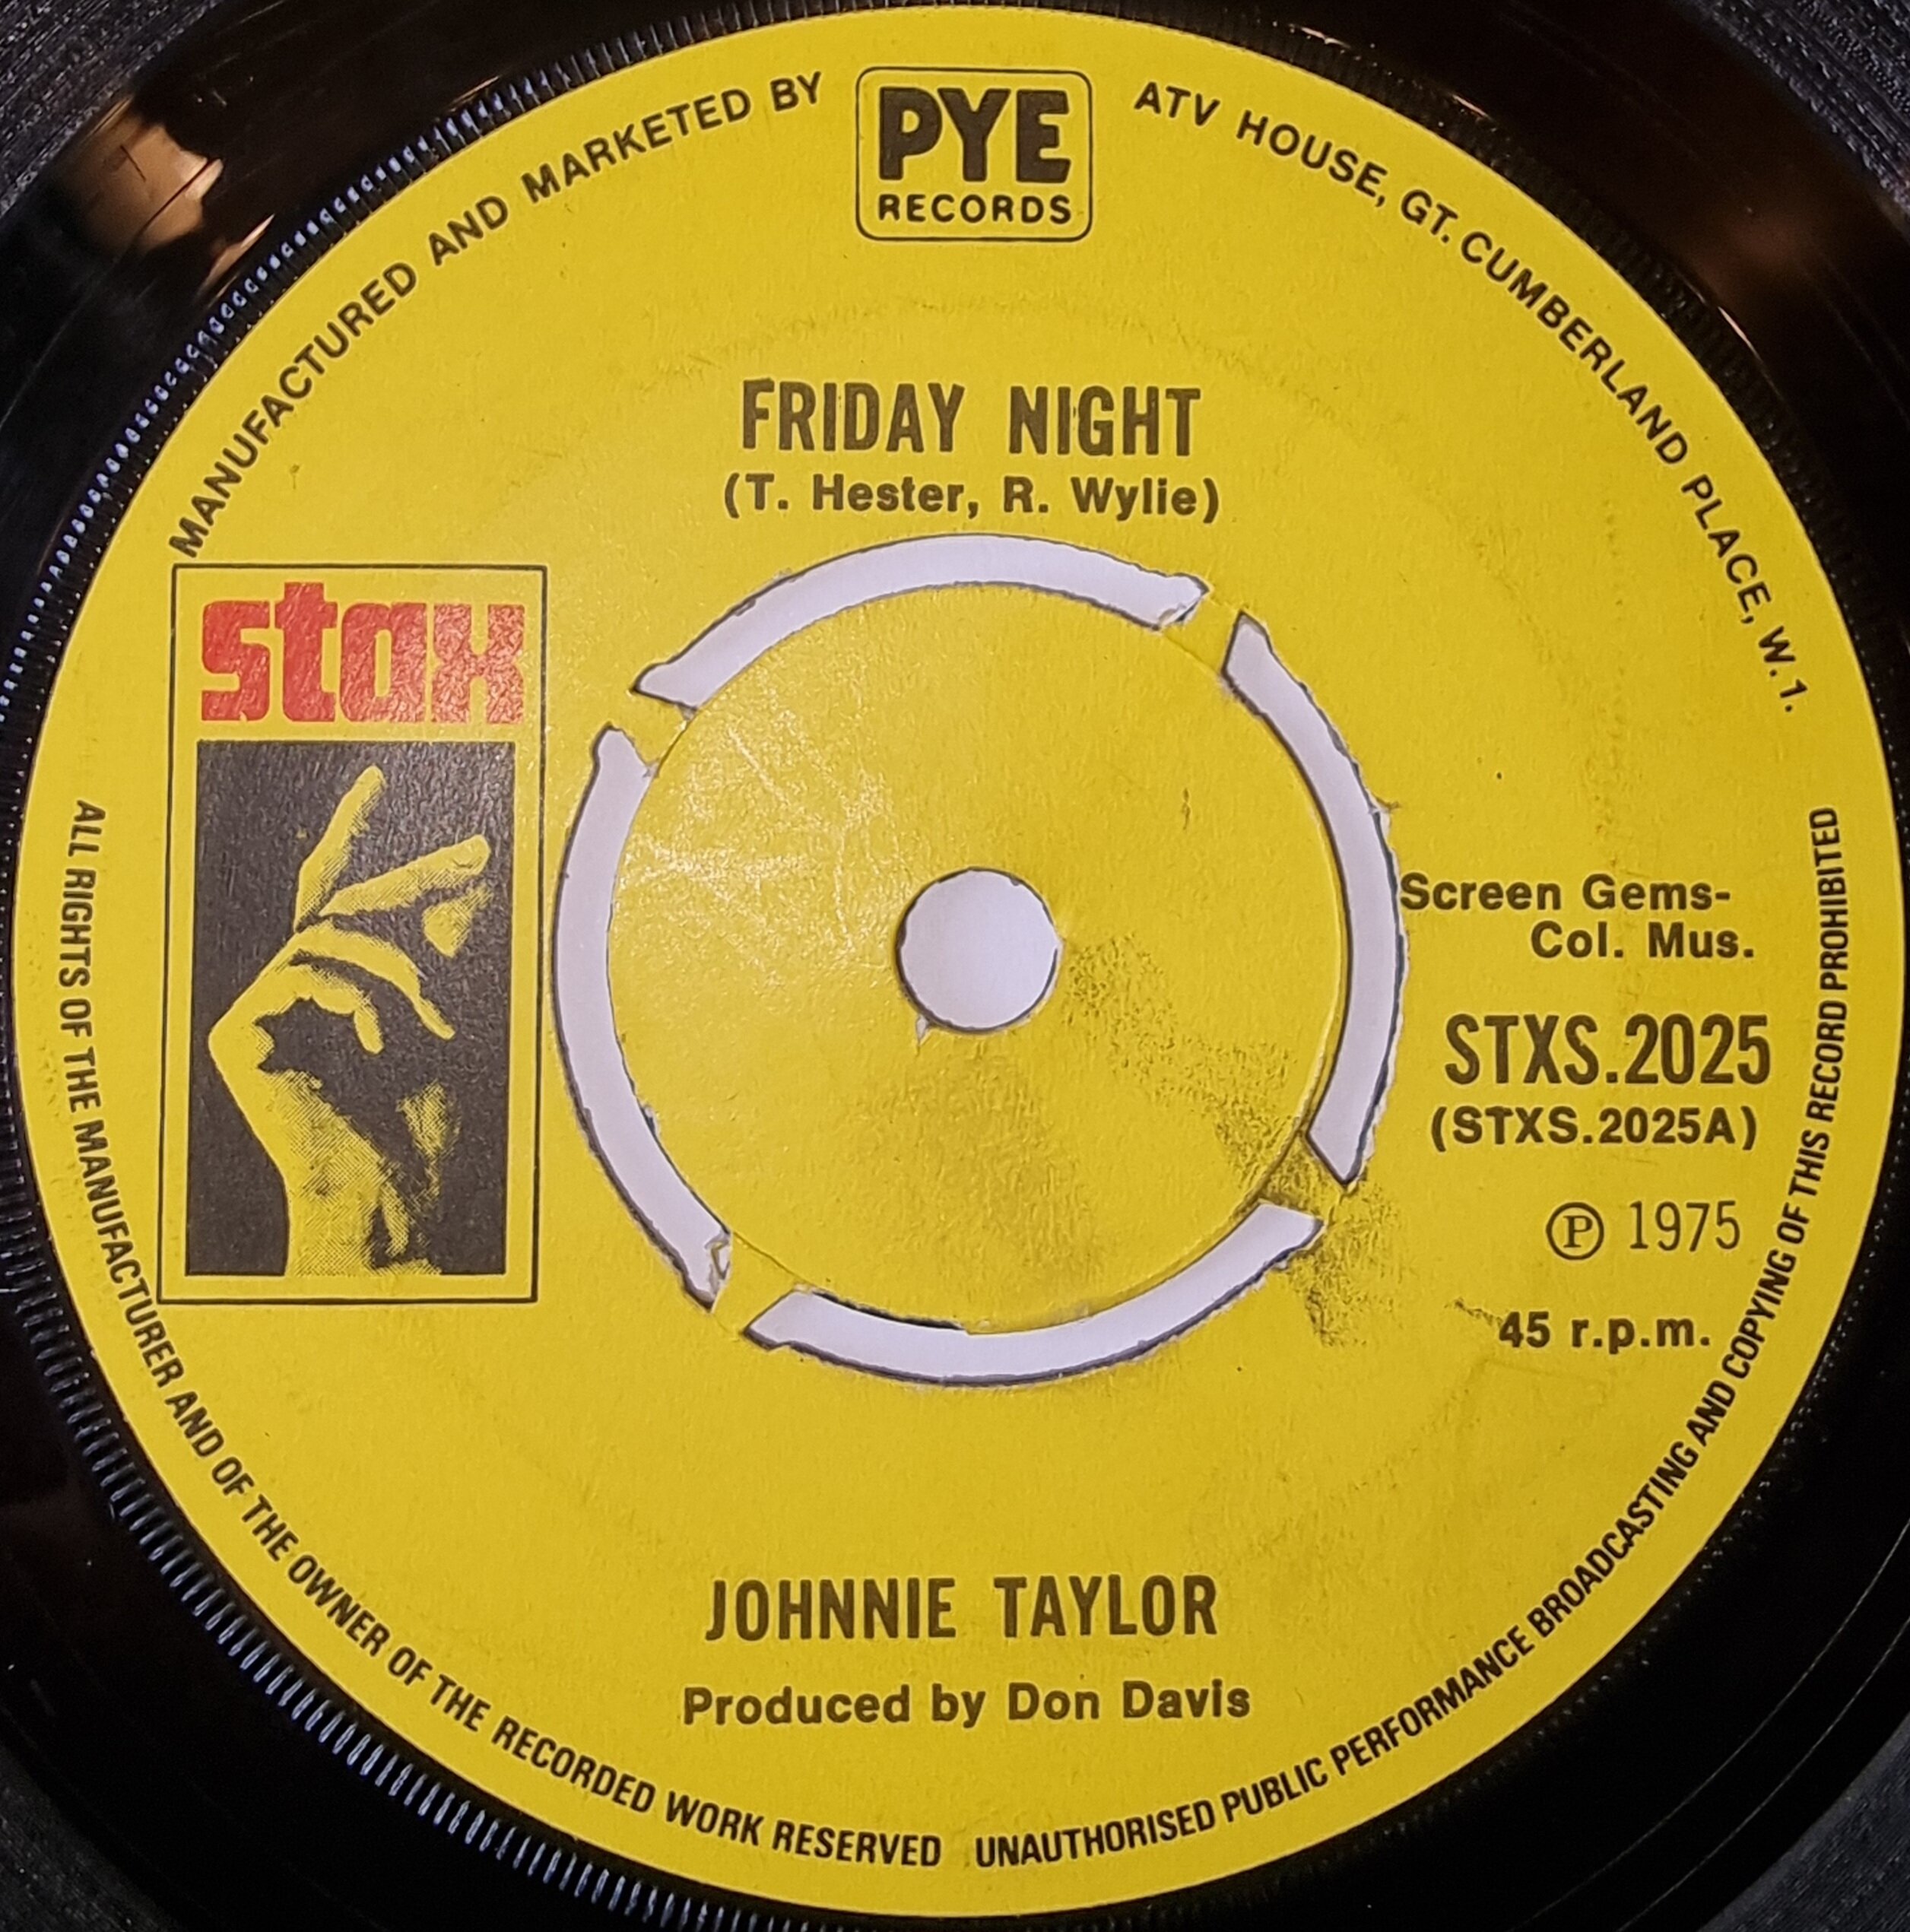 MANUFACTURED AND MARKETED BY
PYE
RECORDS
ATV HOUSE, GT. CUMBERLAND PLACE, W.1.
FRIDAY NIGHT
(T. Hester, R. Wylie)
stax
Screen Gems-
Col. Mus.
STXS.2025
(STXS.2025A)
Ⓟ 1975
45 r.p.m.
JOHNNIE TAYLOR
Produced by Don Davis
ALL RIGHTS OF THE MANUFACTURER AND OF THE OWNER OF THE RECORDED WORK RESERVED
UNAUTHORISED PUBLIC PERFORMANCE BROADCASTING AND COPYING OF THIS RECORD PROHIBITED